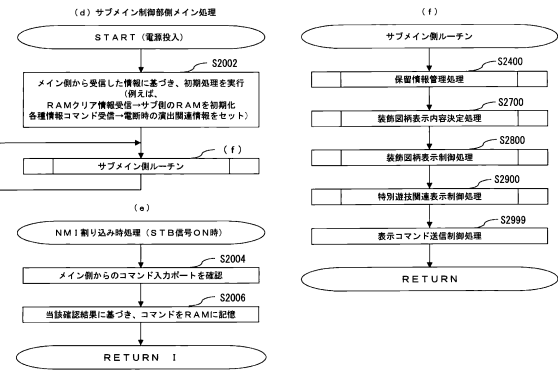 (d) サブメイン制御部側メイン処理
START (電源投入)
S2002
メイン側から受信した情報に基づき、初期処理を実行
(例えば、
RAMクリア情報受信→サブ側のRAMを初期化
各種情報コマンド受信→電断時の演出関連情報をセット)
(f)
サブメイン側ルーチン
(e)
NMI割り込み時処理 (STB信号ON時)
S2004
メイン側からのコマンド入力ポートを確認
S2006
当該確認結果に基づき、コマンドをRAMに記憶
RETURN I
(f)
サブメイン側ルーチン
S2400
保留情報管理処理
S2700
装飾図柄表示内容決定処理
S2800
装飾図柄表示制御処理
S2900
特別遊技関連表示制御処理
S2999
表示コマンド送信制御処理
RETURN